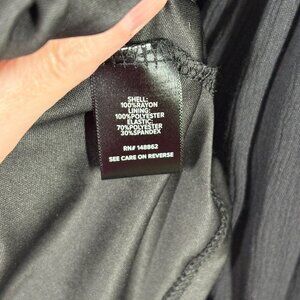 SHELL:
100%RAYON
LINING:
100%POLYESTER
ELASTIC:
70%POLYESTER
30%SPANDEX
RN# 148862
SEE CARE ON REVERSE